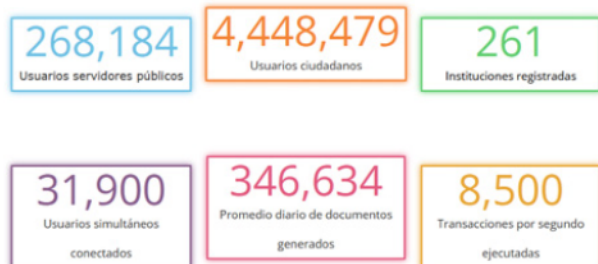 268,184
Usuarios servidores públicos
4,448,479
Usuarios ciudadanos
261
Instituciones registradas
31,900
Usuarios simultáneos
conectados
346,634
Promedio diario de documentos
generados
8,500
Transacciones por segundo
ejecutadas